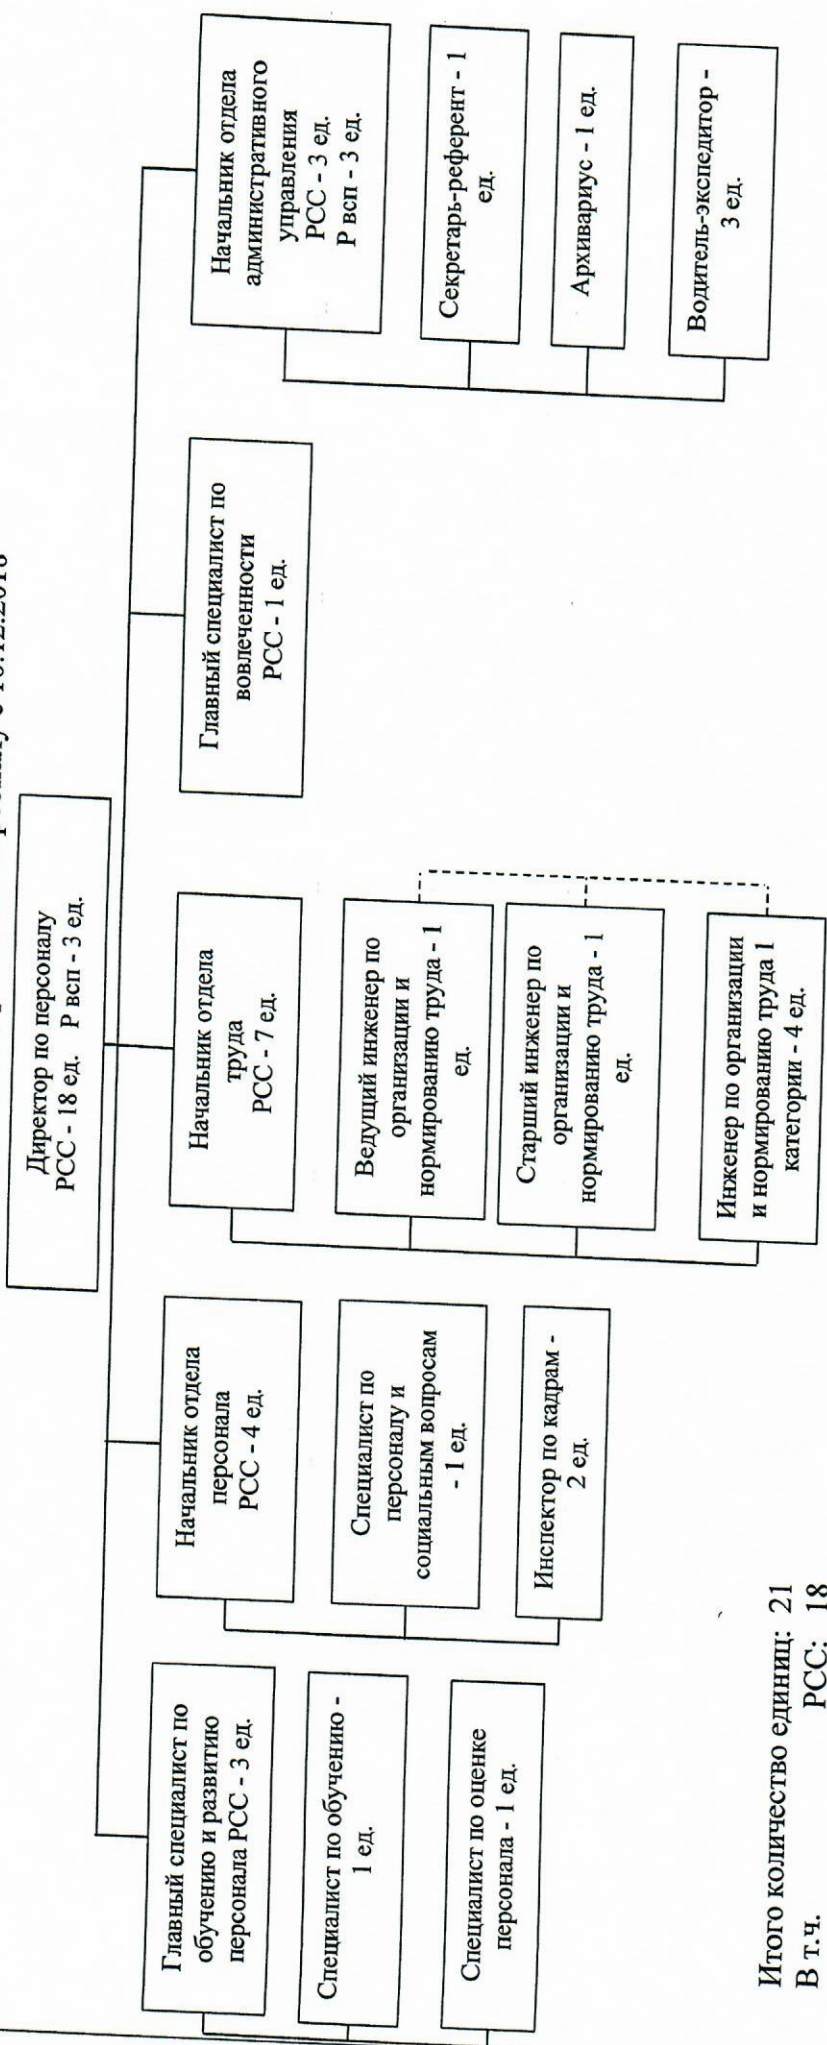 Директор по персоналу
РСС - 18 ед. Р всп - 3 ед.
Главный специалист по
обучению и развитию
персонала РСС - 3 ед.
Специалист по обучению -
1 ед.
Специалист по оценке
персонала - 1 ед.
Начальник отдела
персонала
РСС - 4 ед.
Специалист по
персоналу и
социальным вопросам
- 1 ед.
Инспектор по кадрам -
2 ед.
Начальник отдела
труда
РСС - 7 ед.
Ведущий инженер по
организации и
нормированию труда - 1
ед.
Старший инженер по
организации и
нормированию труда - 1
ед.
Инженер по организации
и нормированию труда 1
категории - 4 ед.
Главный специалист по
вовлеченности
РСС - 1 ед.
Начальник отдела
административного
управления
РСС - 3 ед.
Р всп - 3 ед.
Секретарь-референт - 1
ед.
Архивариус - 1 ед.
Водитель-экспедитор -
3 ед.
Итого количество единиц: 21
В т.ч. РСС: 18